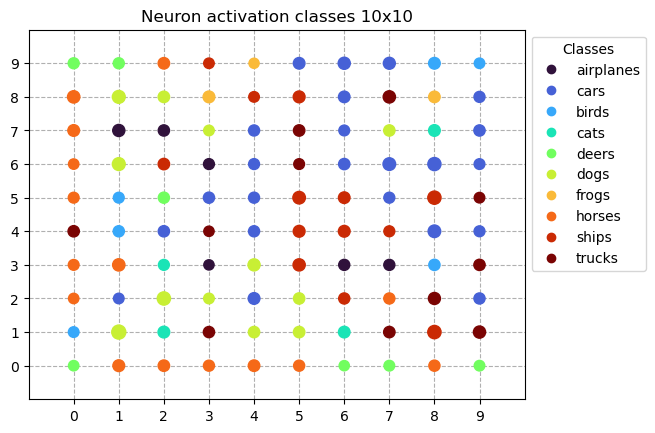 Neuron activation classes 10x10
9
8
7
6
5
4
3
2
1
0
0 1 2 3 4 5 6 7 8 9
Classes
airplanes
cars
birds
cats
deers
dogs
frogs
horses
ships
trucks